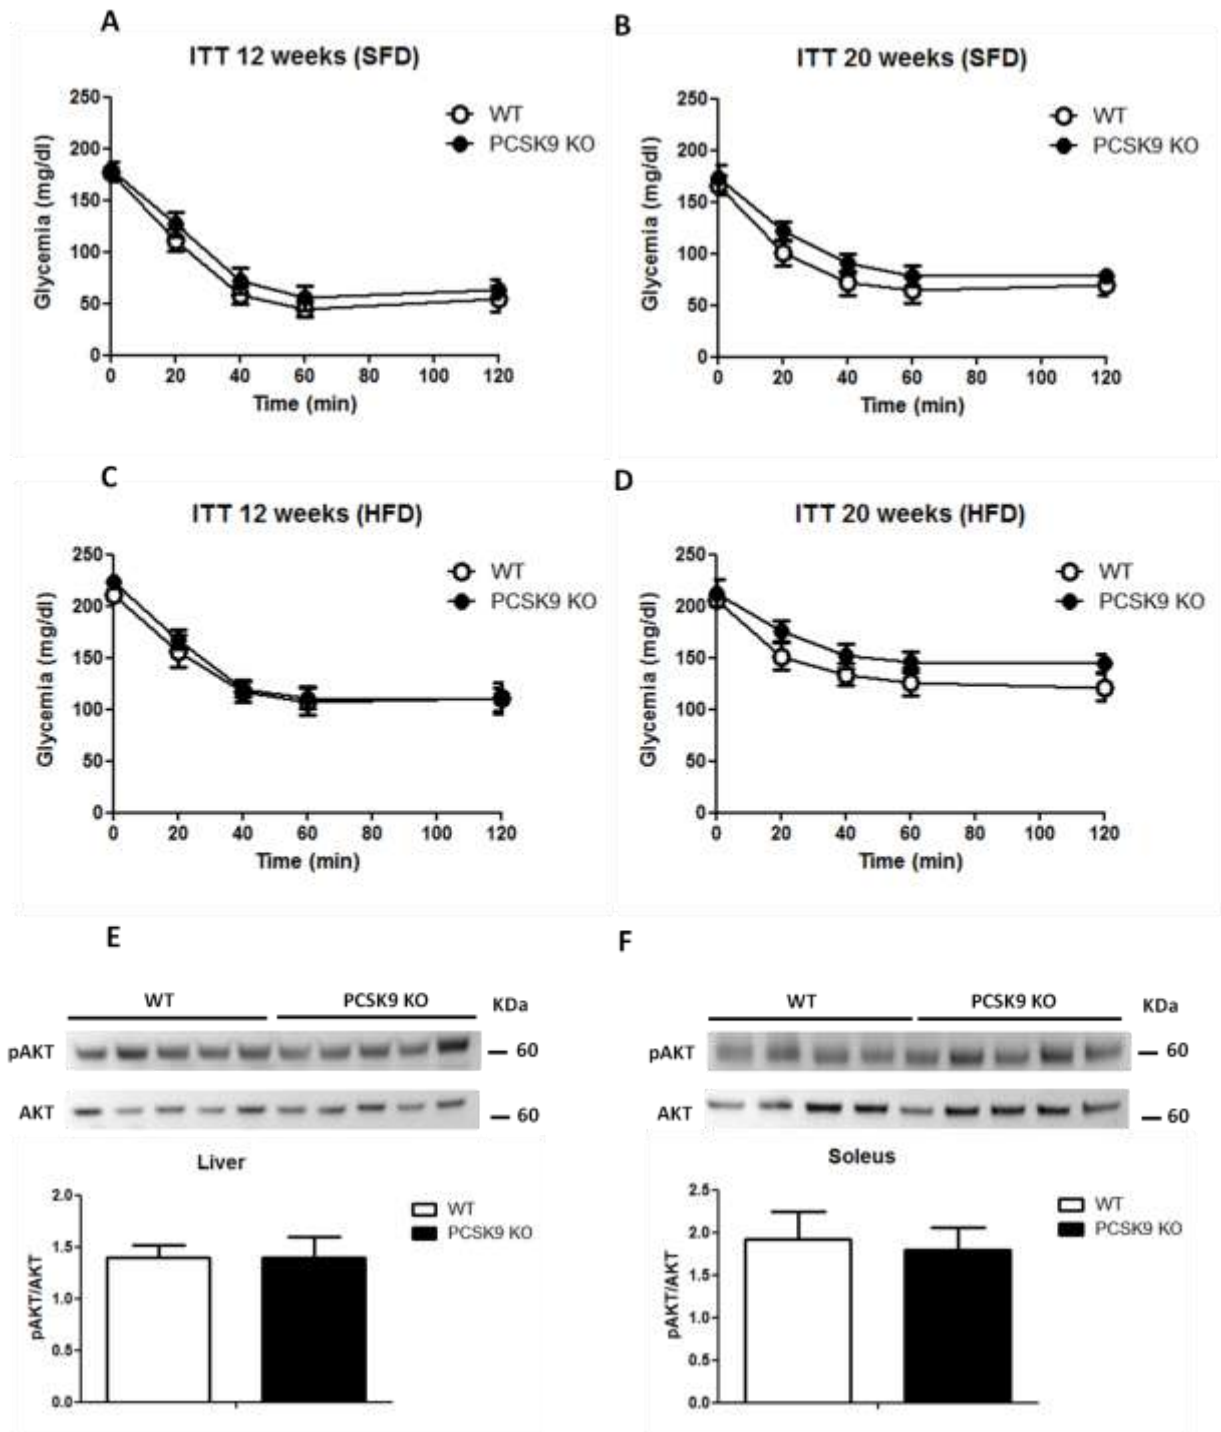 A
ITT 12 weeks (SFD)
WT
PCSK9 KO
Glycemia (mg/dl)
250
200
150
100
50
0
0 20 40 60 80 100 120
Time (min)
B
ITT 20 weeks (SFD)
WT
PCSK9 KO
Glycemia (mg/dl)
250
200
150
100
50
0
0 20 40 60 80 100 120
Time (min)
C
ITT 12 weeks (HFD)
WT
PCSK9 KO
Glycemia (mg/dl)
250
200
150
100
50
0
0 20 40 60 80 100 120
Time (min)
D
ITT 20 weeks (HFD)
WT
PCSK9 KO
Glycemia (mg/dl)
250
200
150
100
50
0
0 20 40 60 80 100 120
Time (min)
E
WT PCSK9 KO KDa
pAKT 60
AKT 60
Liver
WT
PCSK9 KO
pAKT/AKT
2.0
1.5
1.0
0.5
0.0
F
WT PCSK9 KO KDa
pAKT 60
AKT 60
Soleus
WT
PCSK9 KO
pAKT/AKT
2.5
2.0
1.5
1.0
0.5
0.0